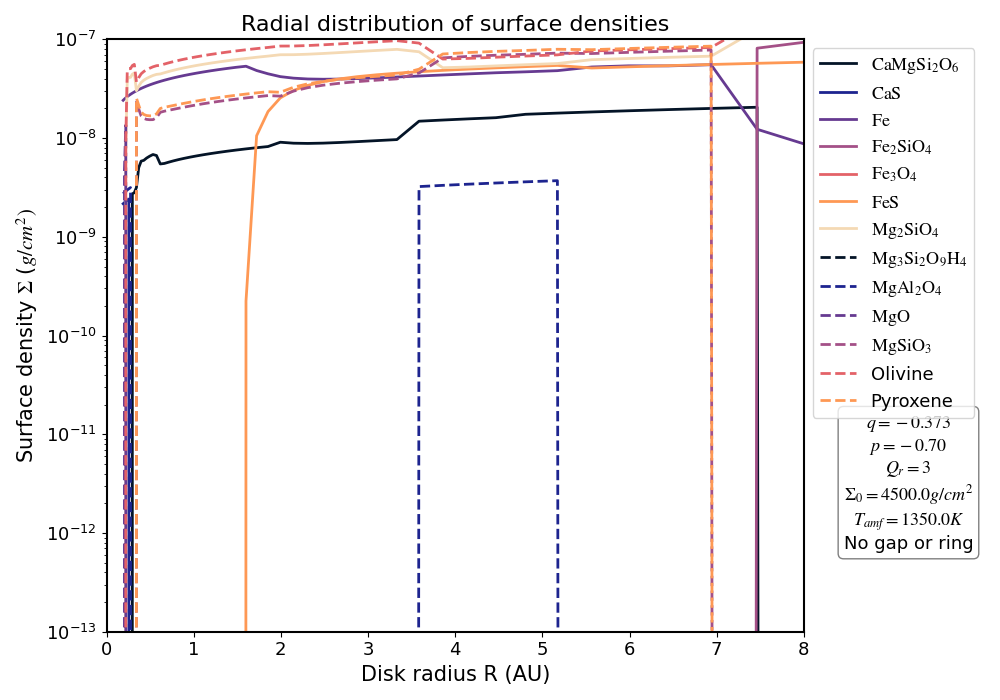 Radial distribution of surface densities
Surface density Σ (g/cm²)
10⁻⁷
10⁻⁸
10⁻⁹
10⁻¹⁰
10⁻¹¹
10⁻¹²
10⁻¹³
0 1 2 3 4 5 6 7 8
Disk radius R (AU)
CaMgSi₂O₆
CaS
Fe
Fe₂SiO₄
Fe₃O₄
FeS
Mg₂SiO₄
Mg₃Si₂O₉H₄
MgAl₂O₄
MgO
MgSiO₃
Olivine
Pyroxene
q = −0.373
p = −0.70
Qᵣ = 3
Σ₀ = 4500.0g/cm²
T_amf = 1350.0K
No gap or ring